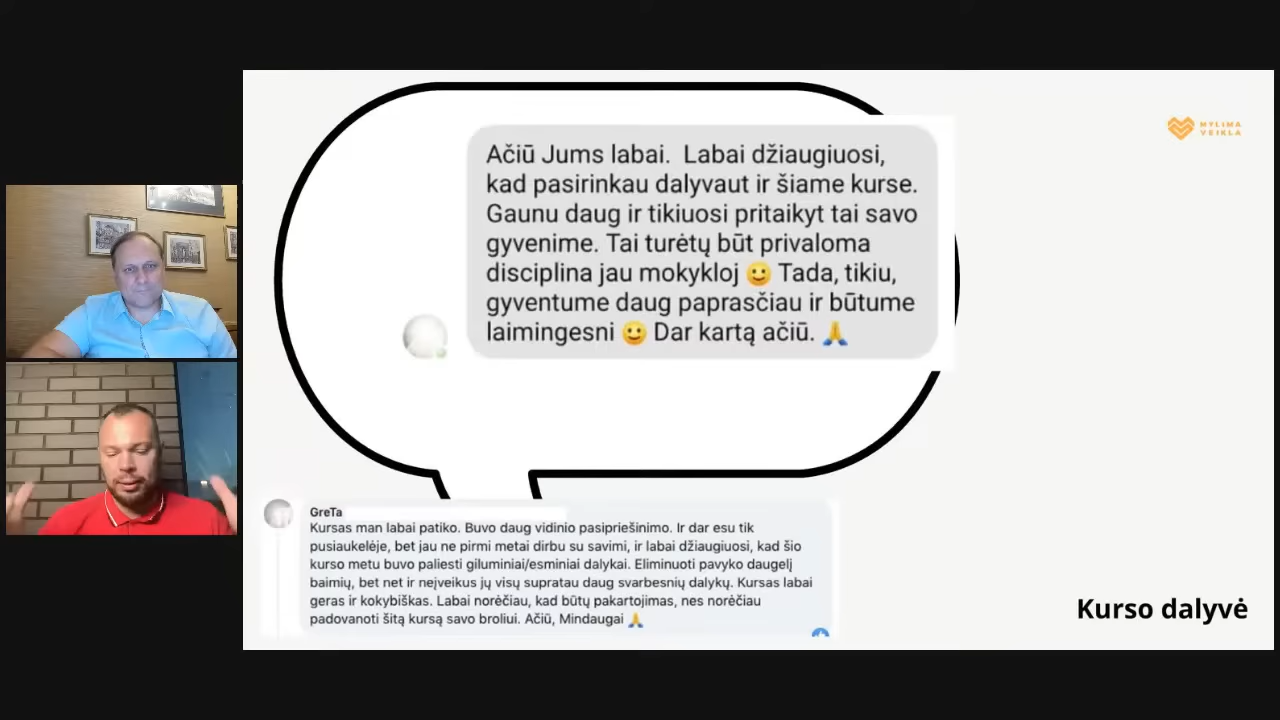 MYLIMA
VEIKLA
Ačiū Jums labai. Labai džiaugiuosi,
kad pasirinkau dalyvaut ir šiame kurse.
Gaunu daug ir tikiuosi pritaikyt tai savo
gyvenime. Tai turėtų būt privaloma
disciplina jau mokykloj 🙂 Tada, tikiu,
gyventume daug paprasčiau ir būtume
laimingesni 🙂 Dar kartą ačiū. 🙏
GreTa
Kursas man labai patiko. Buvo daug vidinio pasipriešinimo. Ir dar esu tik
pusiaukelėje, bet jau ne pirmi metai dirbu su savimi, ir labai džiaugiuosi, kad šio
kurso metu buvo paliesti giluminiai/esminiai dalykai. Eliminuoti pavyko daugelį
baimių, bet net ir neįveikus jų visų supratau daug svarbesnių dalykų. Kursas labai
geras ir kokybiškas. Labai norėčiau, kad būtų pakartojimas, nes norėčiau
padovanoti šitą kursą savo broliui. Ačiū, Mindaugai 🙏
Kurso dalyvė